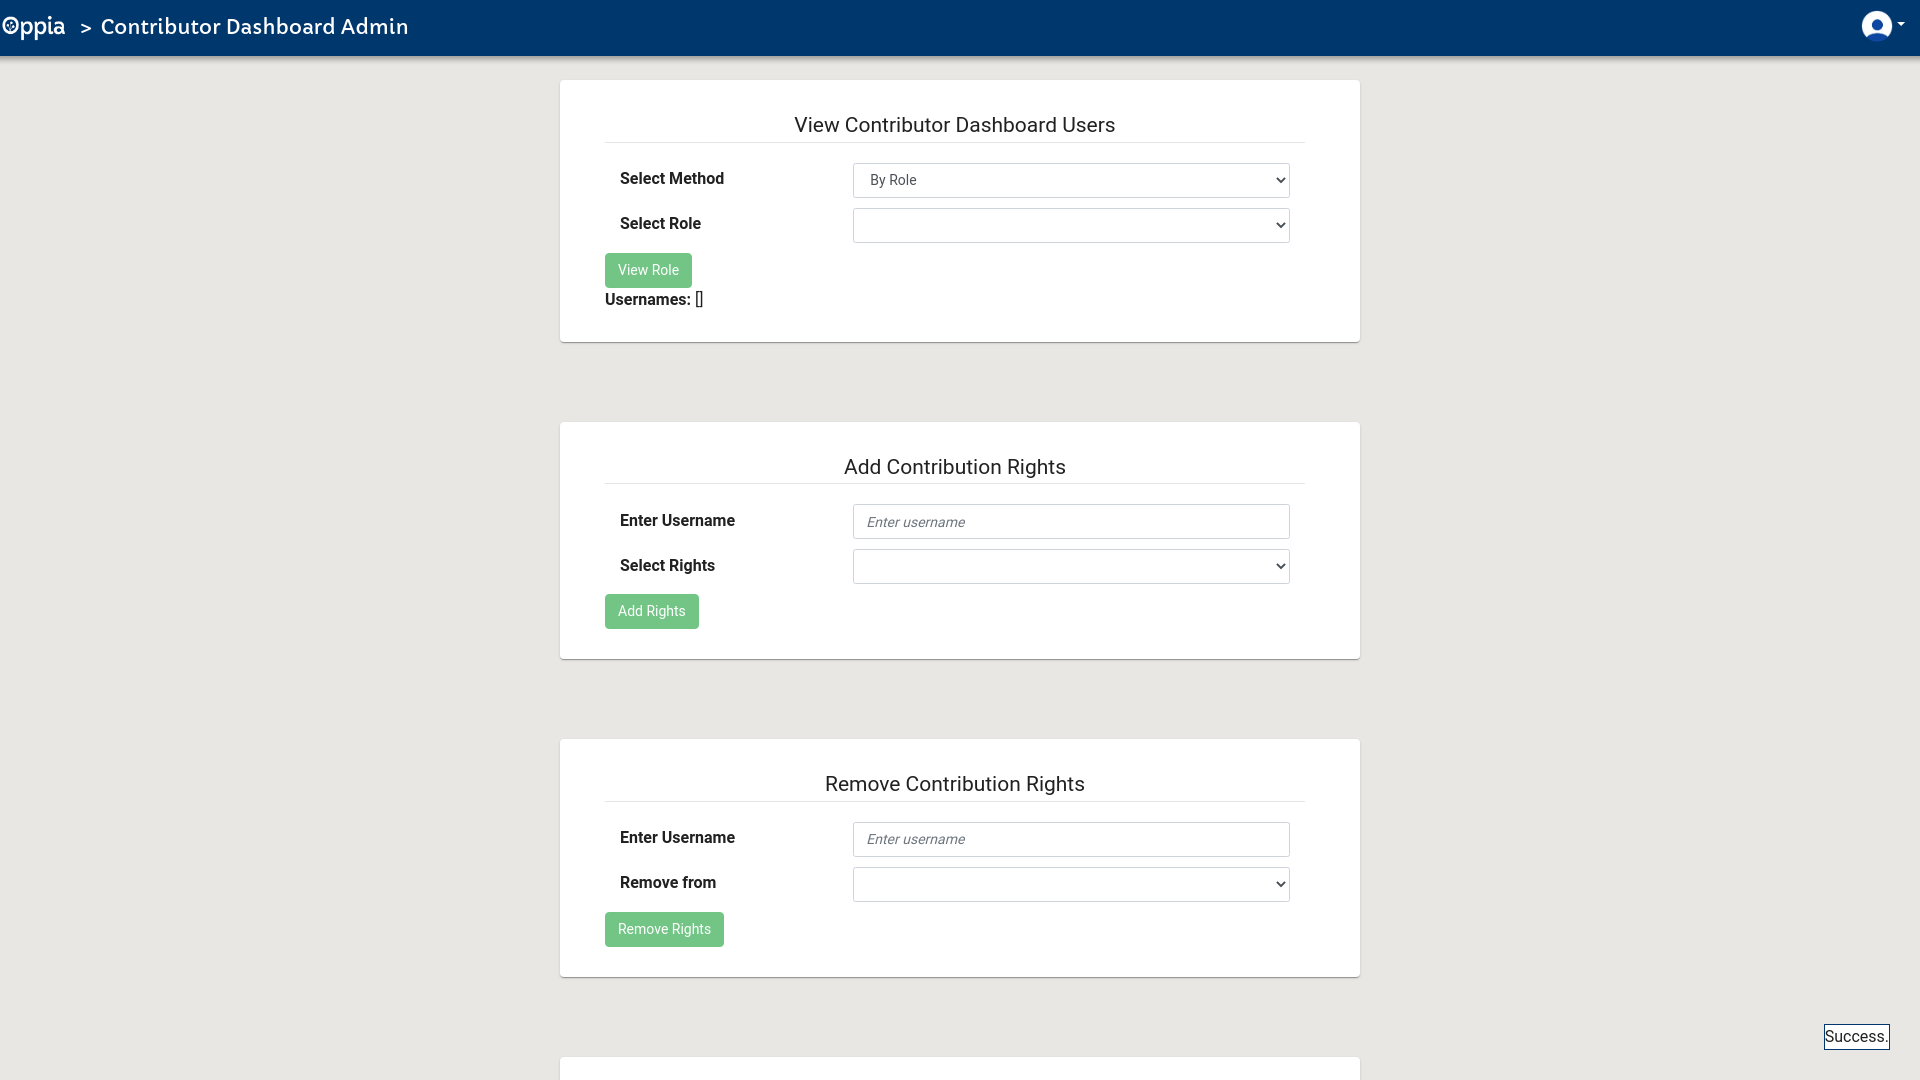 Oppia > Contributor Dashboard Admin
View Contributor Dashboard Users
Select Method
By Role
Select Role
View Role
Usernames: []
Add Contribution Rights
Enter Username
Enter username
Select Rights
Add Rights
Remove Contribution Rights
Enter Username
Enter username
Remove from
Remove Rights
Success.